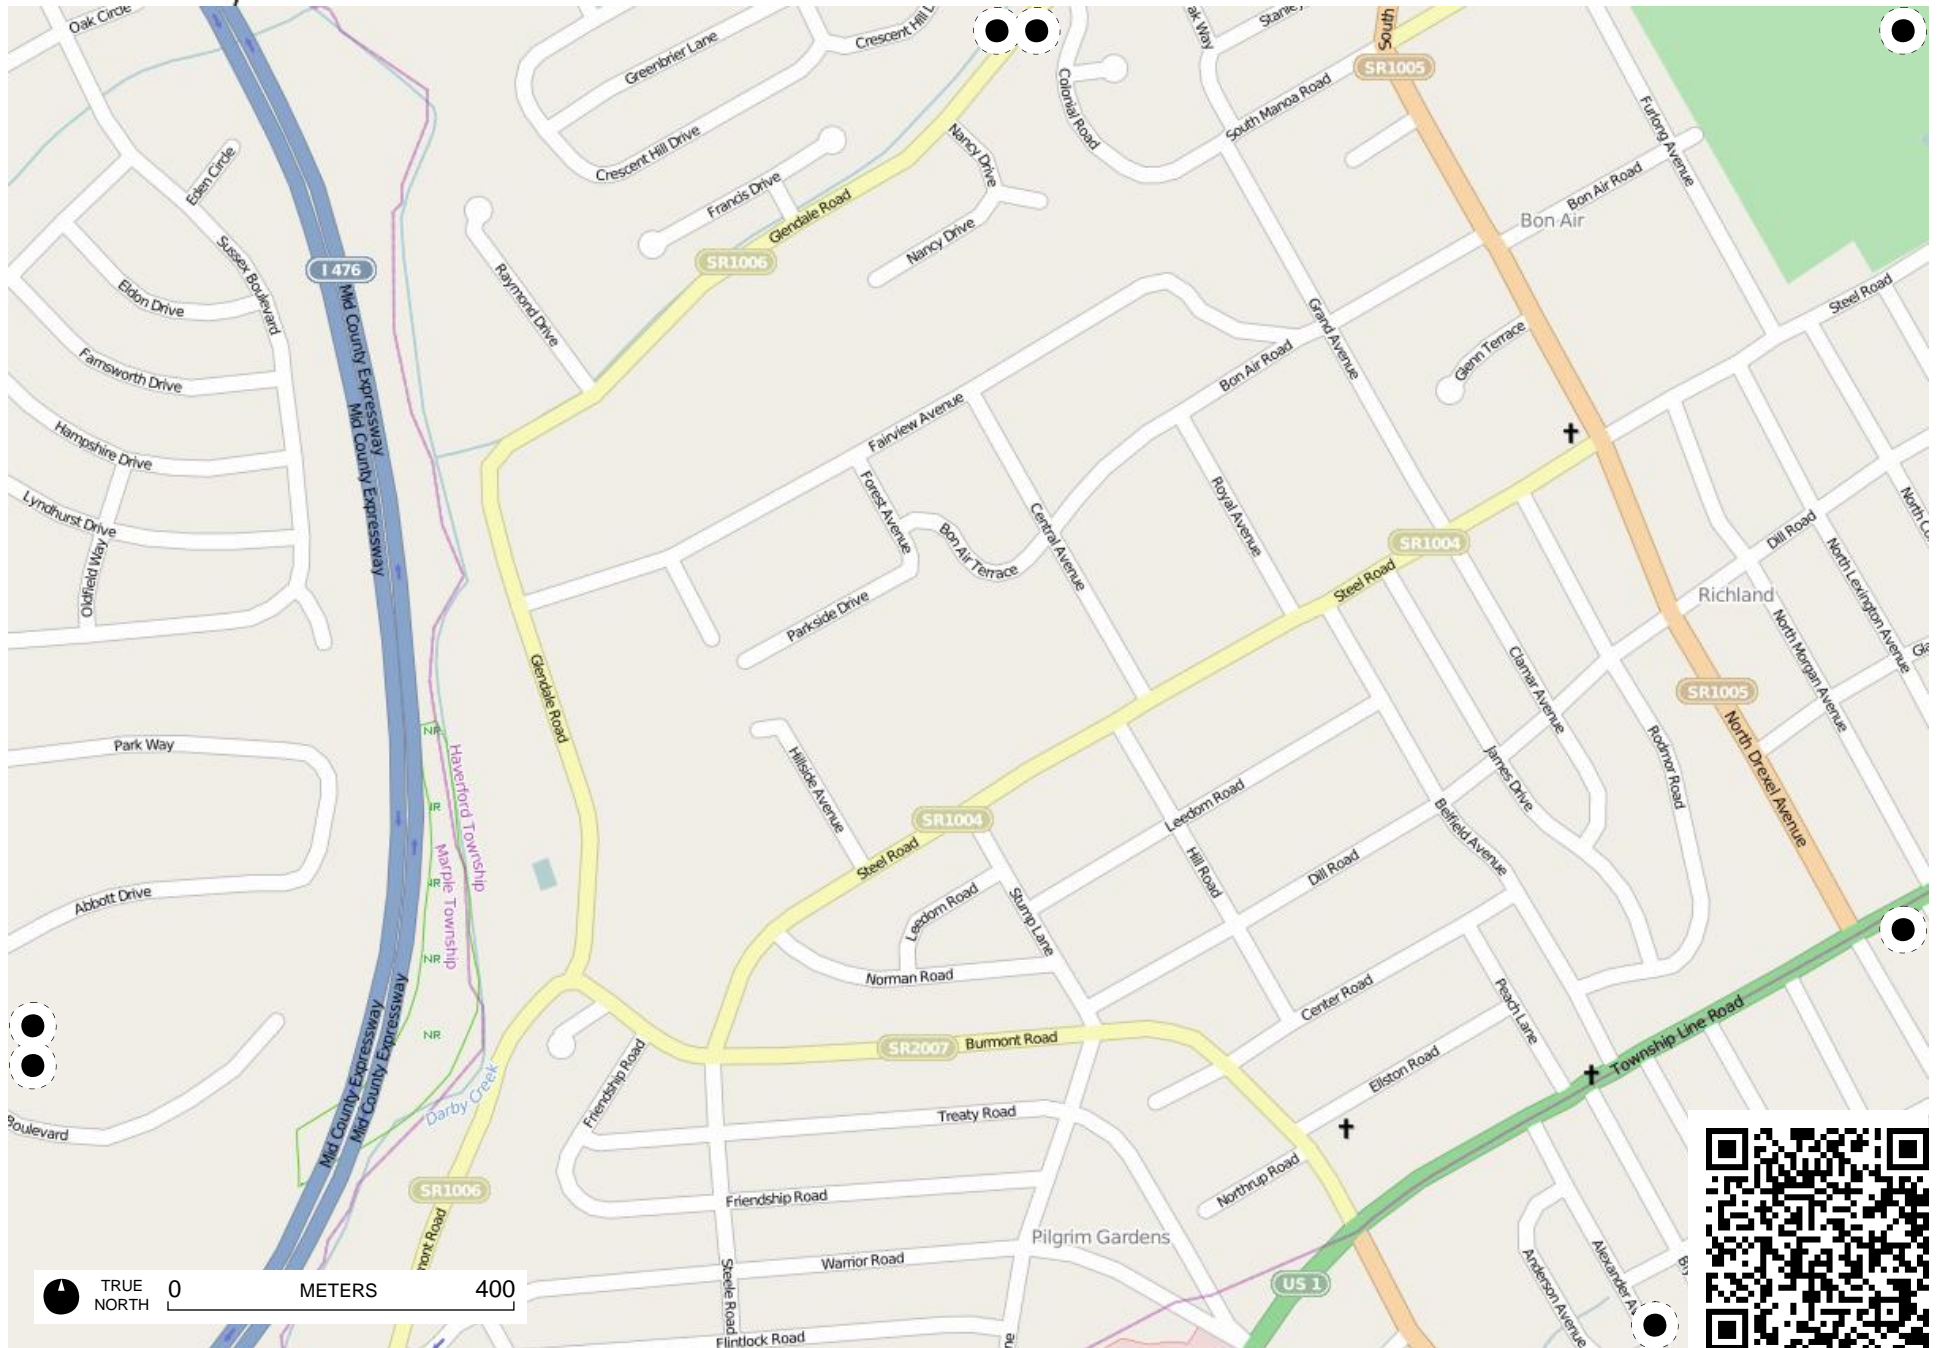 Oak Circle
Greenbrier Lane
Crescent Hill
Colonial Road
South Manoa Road
South
SR1005
Furlong Avenue
Eden Circle
Crescent Hill Drive
Nancy Drive
Francis Drive
Glendale Road
Bon Air Road
Bon Air
Sussex Boulevard
I 476
SR1006
Nancy Drive
Raymond Drive
Eldon Drive
Mid County Expressway
Grand Avenue
Steel Road
Glenn Terrace
Farnsworth Drive
Bon Air Road
Mid County Expressway
Fairview Avenue
Hampshire Drive
Forest Avenue
Royal Avenue
Central Avenue
Lyndhurst Drive
Oldfield Way
Bon Air Terrace
SR1004
Dill Road
North Lexington Avenue
Steel Road
Richland
Parkside Drive
North Morgan Avenue
Glendale Road
Clamar Avenue
SR1005
North Drexel Avenue
Park Way
NR
Haverford Township
Hillside Avenue
James Drive
Rodmor Road
NR
SR1004
Leedom Road
Belfield Avenue
Marple Township
Steel Road
Hill Road
Dill Road
NR
Abbott Drive
Leedom Road
Stump Lane
NR
Norman Road
Center Road
Peach Lane
Township Line Road
Mid County Expressway
Mid County Expressway
NR
SR2007
Burmont Road
Darby Creek
Friendship Road
Ellston Road
Boulevard
Treaty Road
SR1006
Friendship Road
Northrup Road
Pilgrim Gardens
Warrior Road
Steele Road
US 1
Anderson Avenue
Alexander
Flintlock Road
TRUE
NORTH
0 METERS 400